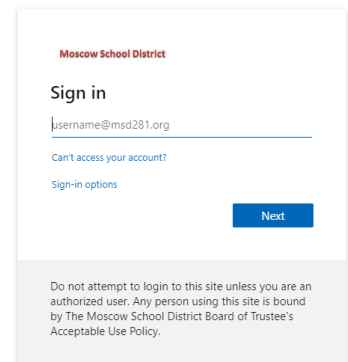 Moscow School District
Sign in
username@msd281.org
Can't access your account?
Sign-in options
Next
Do not attempt to login to this site unless you are an
authorized user. Any person using this site is bound
by The Moscow School District Board of Trustee's
Acceptable Use Policy.